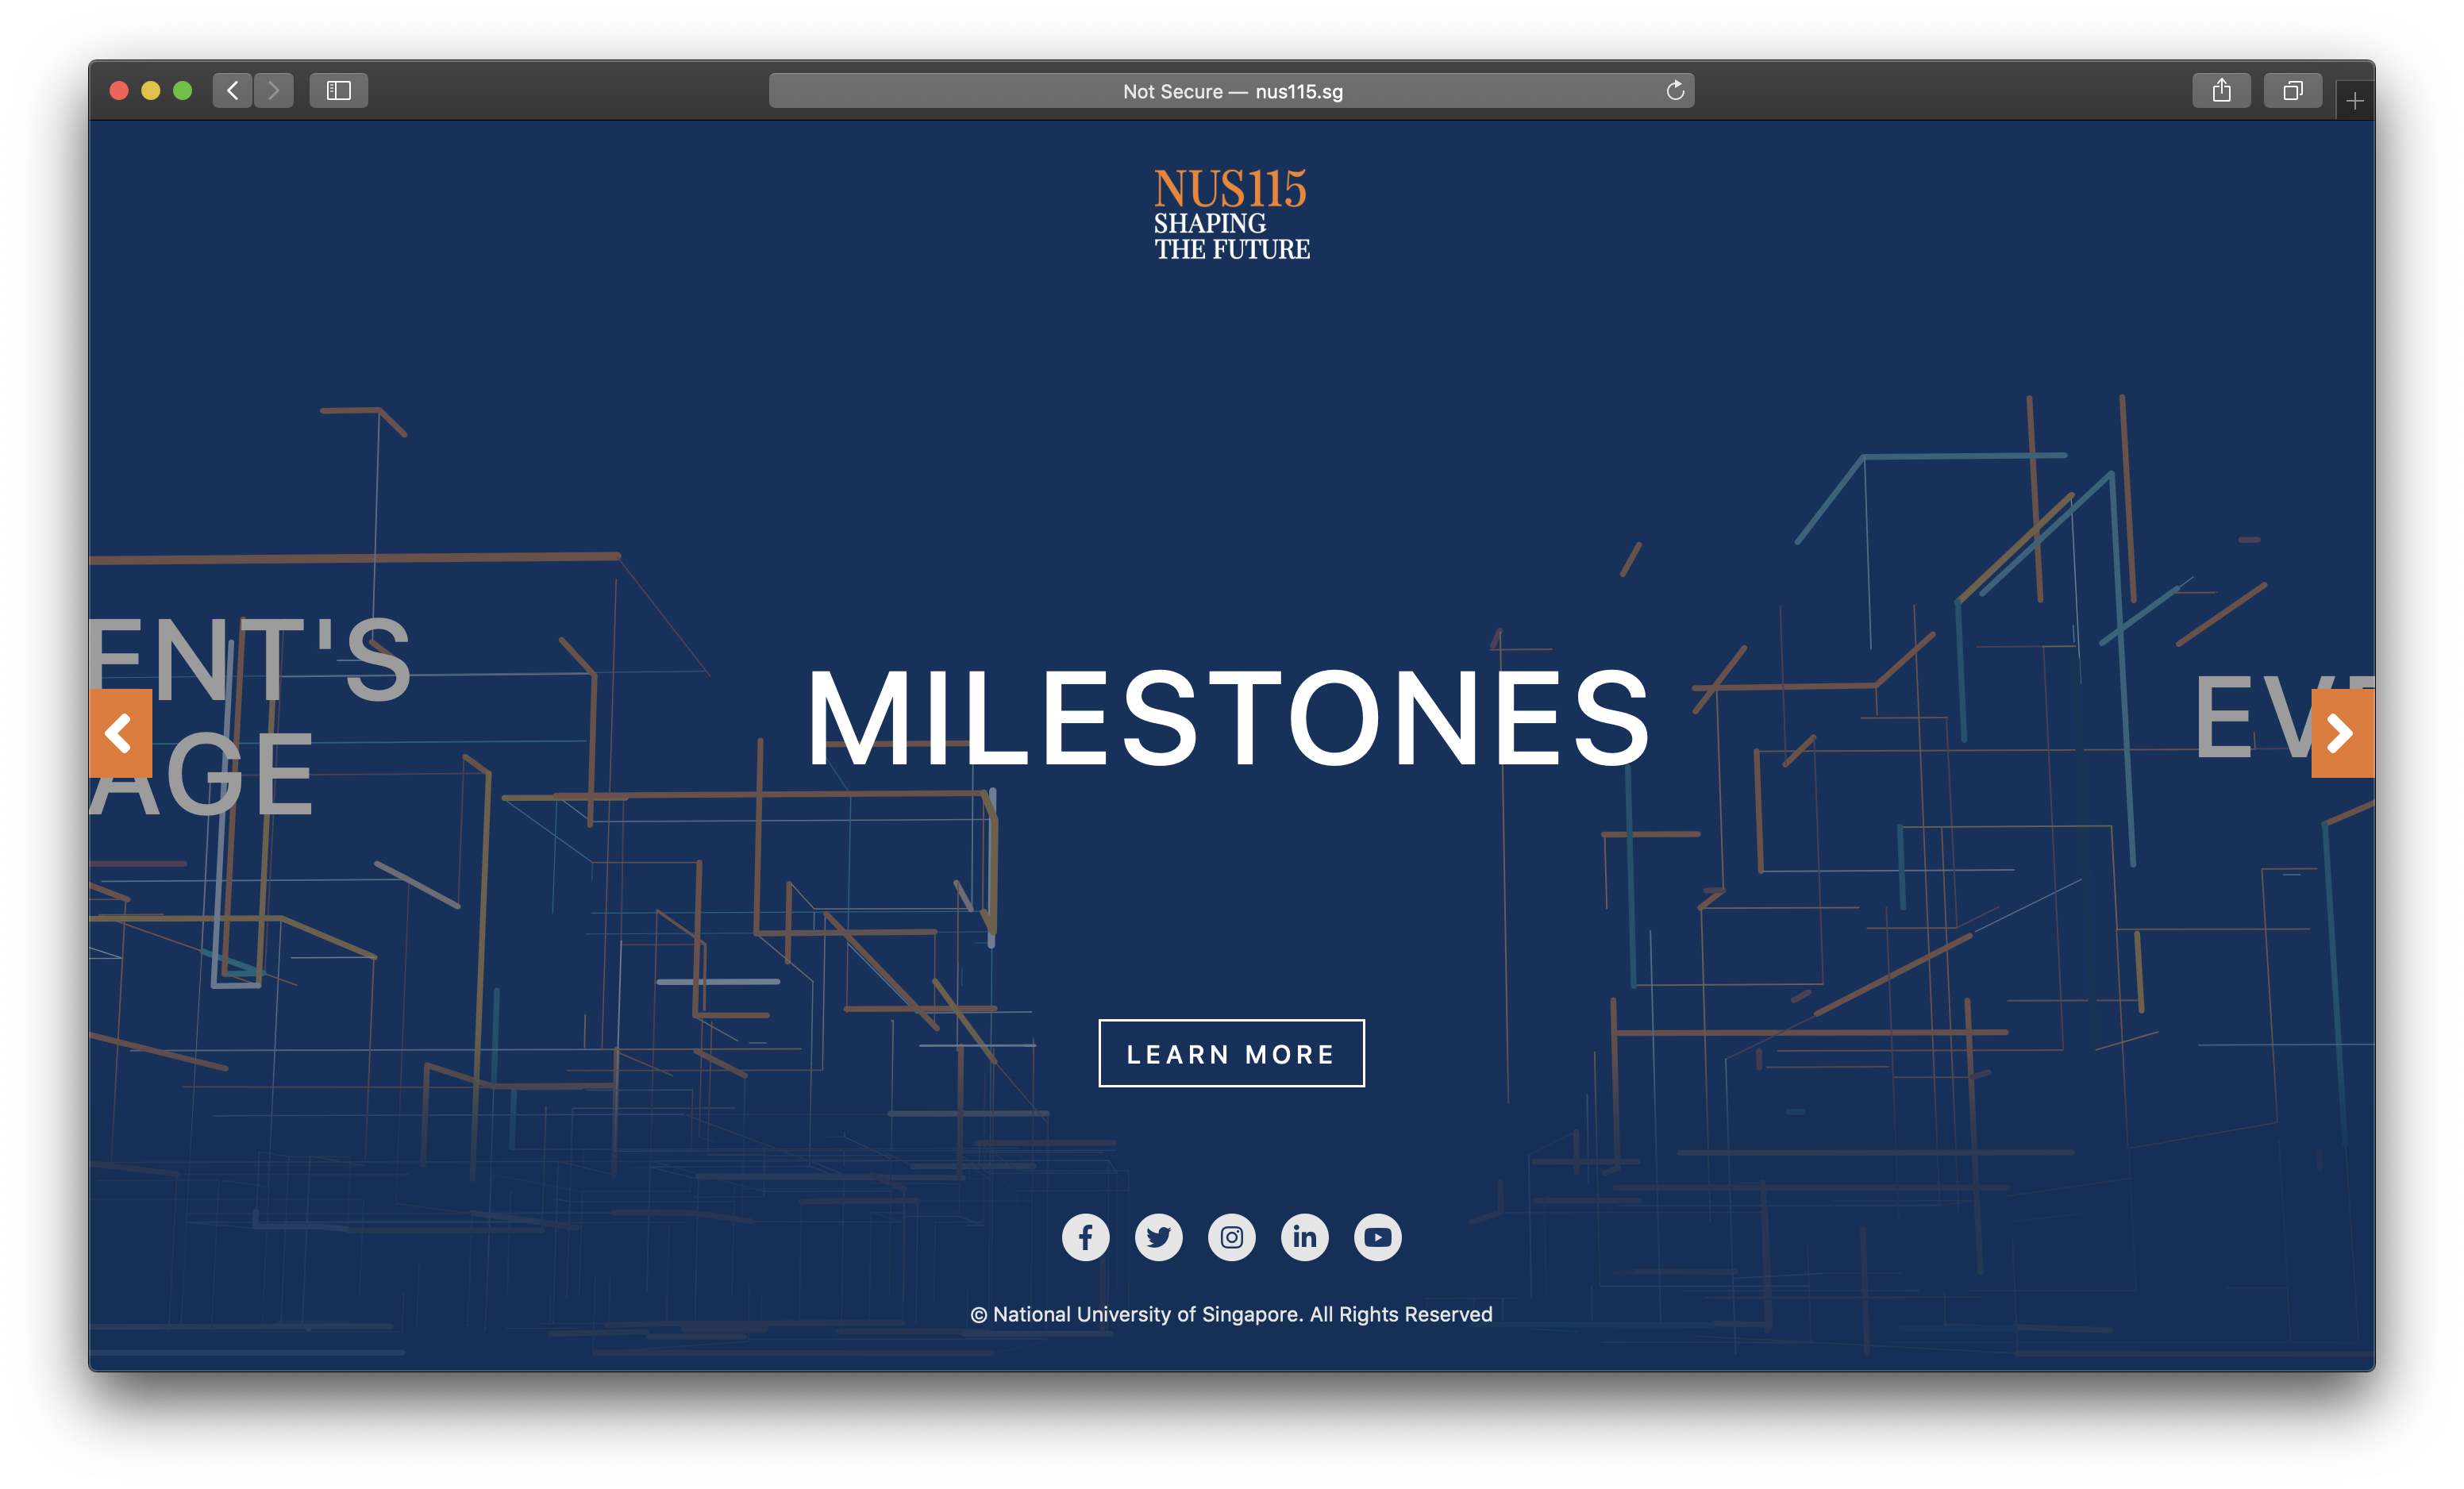 Not Secure — nus115.sg
NUS115
SHAPING
THE FUTURE
ENT'S
AGE
MILESTONES
EV
LEARN MORE
© National University of Singapore. All Rights Reserved